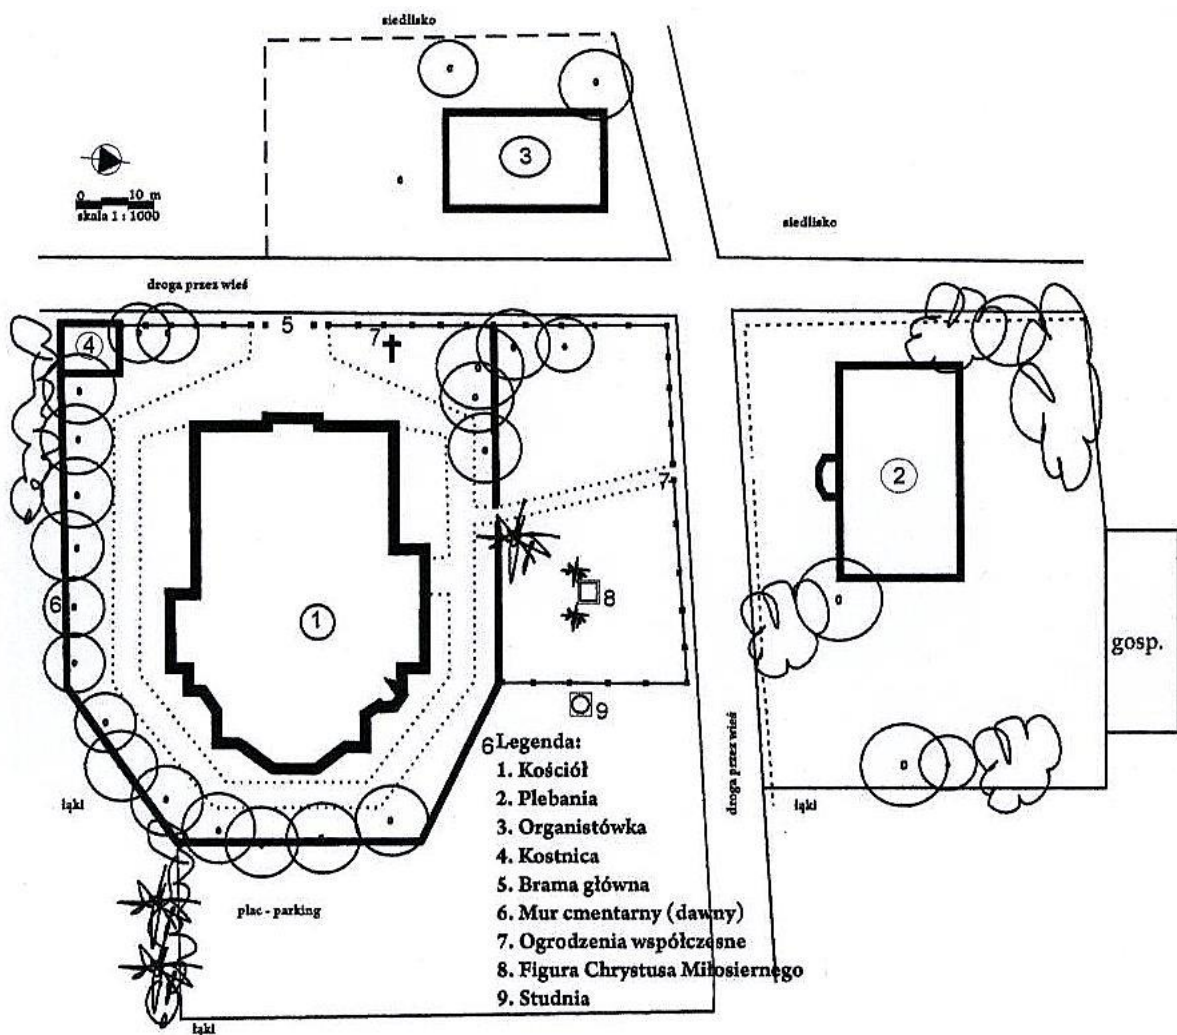 siedlisko
3
0 10 m
skala 1 : 1000
siedlisko
droga przez wieś
4
5
7
2
7
6
8
1
gosp.
9
6
droga przez wieś
łąki
łąki
plac - parking
łąki
Legenda:
1. Kościół
2. Plebania
3. Organistówka
4. Kostnica
5. Brama główna
6. Mur cmentarny (dawny)
7. Ogrodzenia współczesne
8. Figura Chrystusa Miłosiernego
9. Studnia